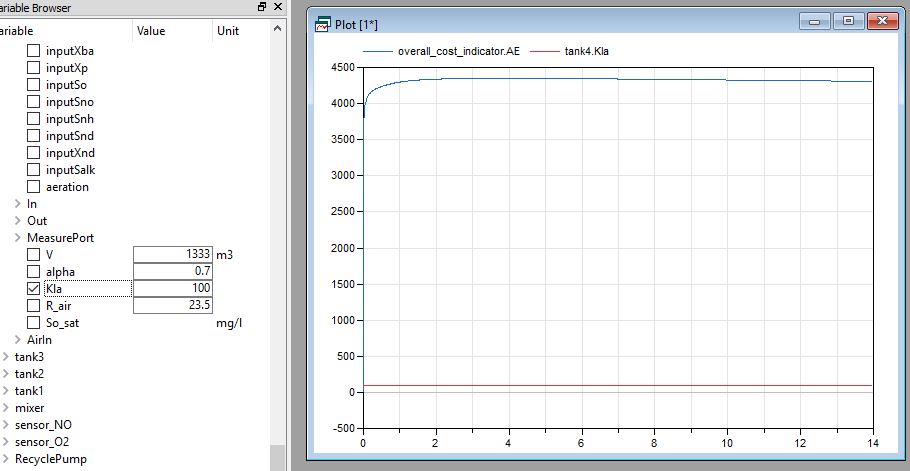 ariable Browser
ariable Value Unit
inputXba
inputXp
inputSo
inputSno
inputSnh
inputSnd
inputXnd
inputSalk
aeration
In
Out
MeasurePort
V 1333 m3
alpha 0.7
Kla 100
R_air 23.5
So_sat mg/l
AirIn
tank3
tank2
tank1
mixer
sensor_NO
sensor_O2
RecyclePump
Plot [1*]
overall_cost_indicator.AE tank4.Kla
4500
4000
3500
3000
2500
2000
1500
1000
500
0
-500
0 2 4 6 8 10 12 14